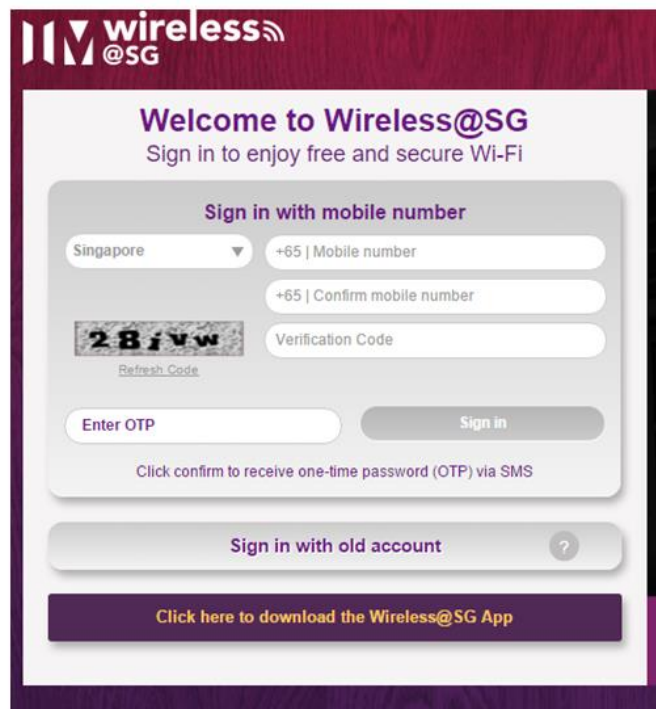 wireless
@SG
Welcome to Wireless@SG
Sign in to enjoy free and secure Wi-Fi
Sign in with mobile number
Singapore
+65 | Mobile number
+65 | Confirm mobile number
28ivw
Verification Code
Refresh Code
Enter OTP
Sign in
Click confirm to receive one-time password (OTP) via SMS
Sign in with old account
?
Click here to download the Wireless@SG App